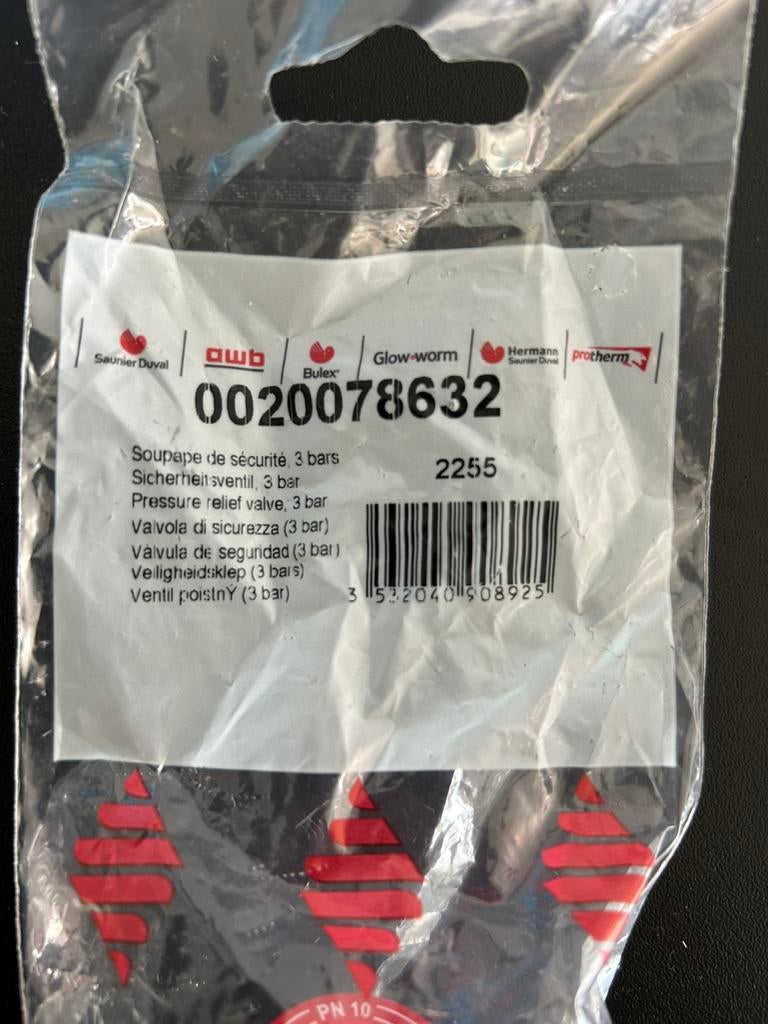 Saunier Duval
awb
Bulex
Glow-worm
Hermann
Saunier Duval
protherm
0020078632
Soupape de sécurité, 3 bars
Sicherheitsventil, 3 bar
Pressure relief valve, 3 bar
Valvola di sicurezza (3 bar)
Válvula de seguridad (3 bar)
Veiligheidsklep (3 bars)
Ventil poistnÝ (3 bar)
2255
3 532040 908925
PN 10